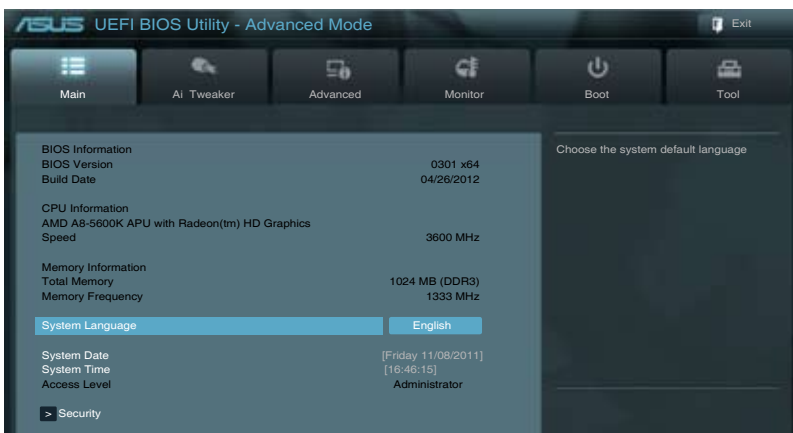 ASUS UEFI BIOS Utility - Advanced Mode Exit
Main Ai Tweaker Advanced Monitor Boot Tool
BIOS Information
BIOS Version 0301 x64
Build Date 04/26/2012
Choose the system default language
CPU Information
AMD A8-5600K APU with Radeon(tm) HD Graphics
Speed 3600 MHz
Memory Information
Total Memory 1024 MB (DDR3)
Memory Frequency 1333 MHz
System Language English
System Date [Friday 11/08/2011]
System Time [16:46:15]
Access Level Administrator
> Security